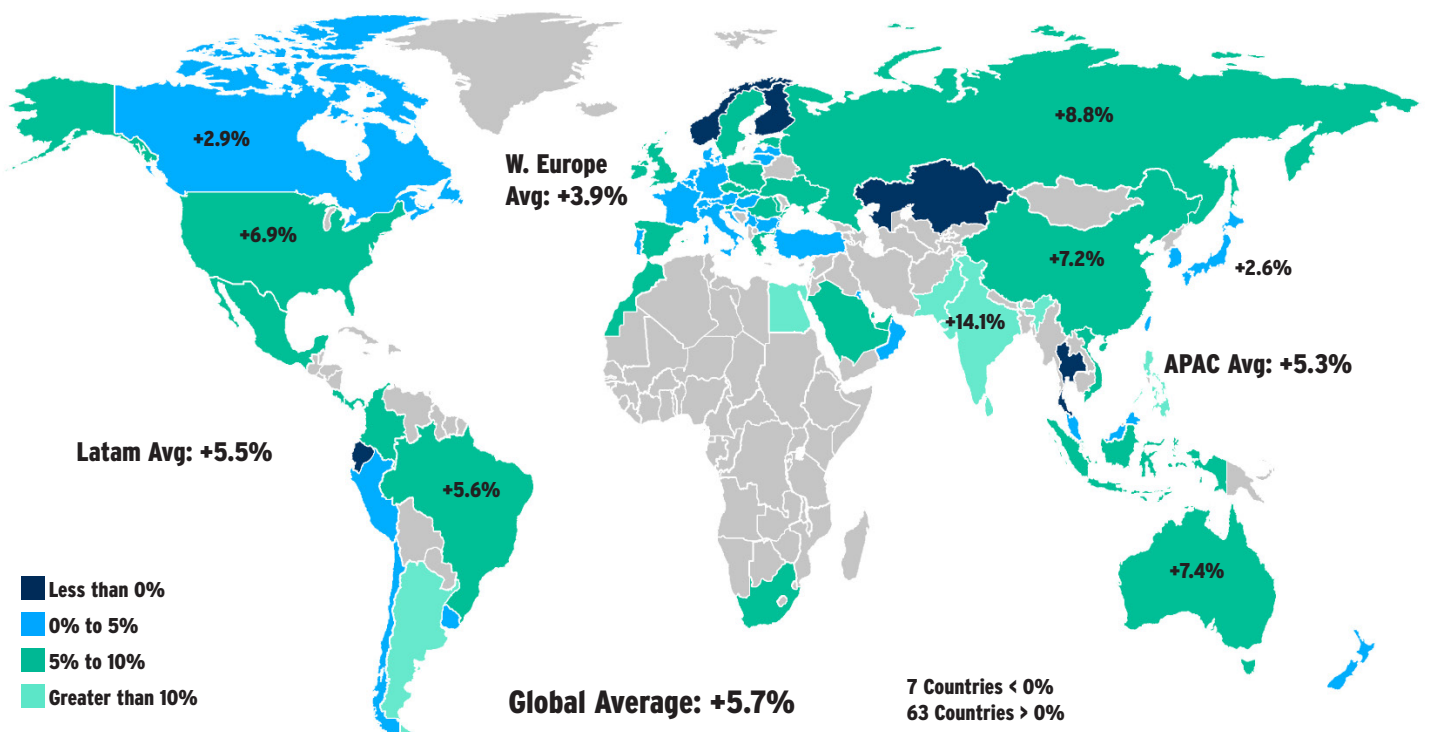 +2.9%
+8.8%
W. Europe
Avg: +3.9%
+6.9%
+7.2%
+2.6%
+14.1%
APAC Avg: +5.3%
Latam Avg: +5.5%
+5.6%
+7.4%
Less than 0%
0% to 5%
5% to 10%
Greater than 10%
Global Average: +5.7%
7 Countries < 0%
63 Countries > 0%